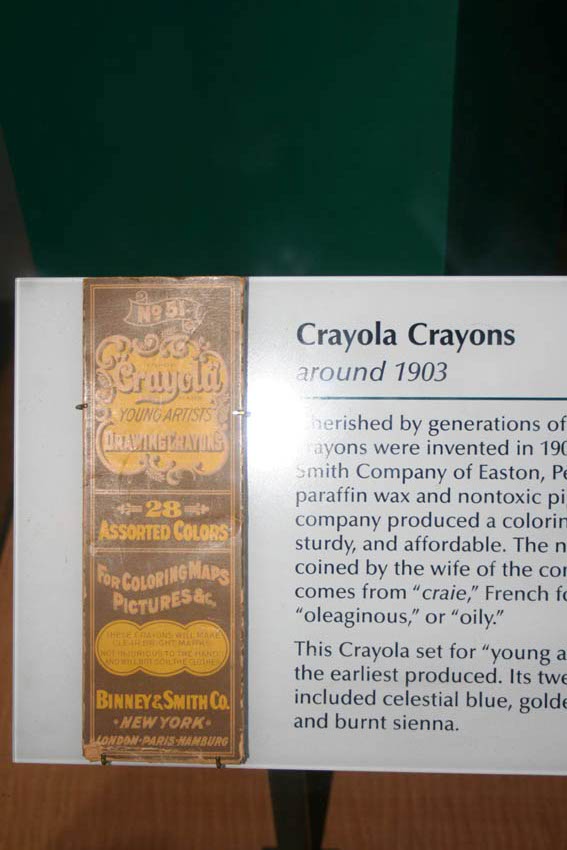 No 51
Crayola
YOUNG ARTISTS'
DRAWING CRAYONS
28
ASSORTED COLORS
FOR COLORING MAPS
PICTURES &c.
THESE CRAYONS WILL MAKE
CLEAR BRIGHT MARKS
NOT INJURIOUS TO THE HANDS
AND WILL NOT SOIL THE CLOTHES
BINNEY & SMITH CO.
NEW YORK
LONDON-PARIS-HAMBURG
Crayola Crayons
around 1903
herished by generations of
rayons were invented in 190
Smith Company of Easton, Pe
paraffin wax and nontoxic pi
company produced a colorin
sturdy, and affordable. The n
coined by the wife of the co
comes from “craie,” French fo
“oleaginous,” or “oily.”
This Crayola set for “young a
the earliest produced. Its twe
included celestial blue, golde
and burnt sienna.